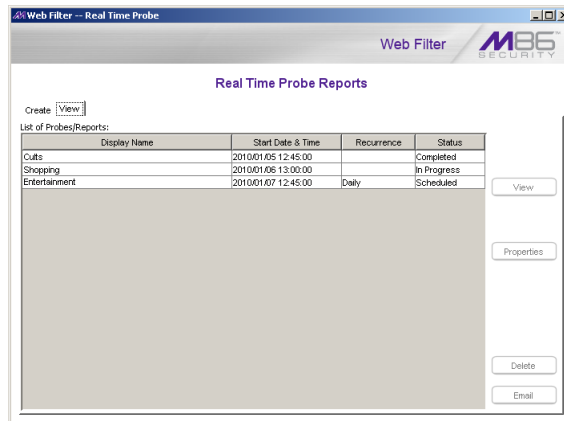 Web Filter -- Real Time Probe
Web Filter M86 SECURITY
Real Time Probe Reports
Create View
List of Probes/Reports:
Display Name Start Date & Time Recurrence Status
Cults 2010/01/05 12:45:00 Completed
Shopping 2010/01/06 13:00:00 In Progress
Entertainment 2010/01/07 12:45:00 Daily Scheduled
View
Properties
Delete
Email